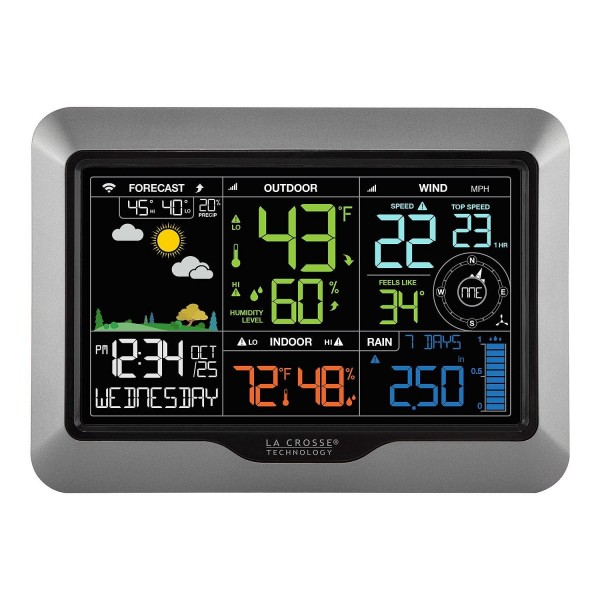 FORECAST
45° HI 40° LO 20% PRECIP
PM 12:34 OCT /25
WEDNESDAY
OUTDOOR
LO 43 °F
HI 60 %
HUMIDITY LEVEL
LO INDOOR HI
72 °F 48 %
WIND MPH
SPEED TOP SPEED
22 23 1 HR
FEELS LIKE
34°
N
W NNE E
S
RAIN 7 DAYS
2.50 in
1
0.5
0
LA CROSSE®
TECHNOLOGY